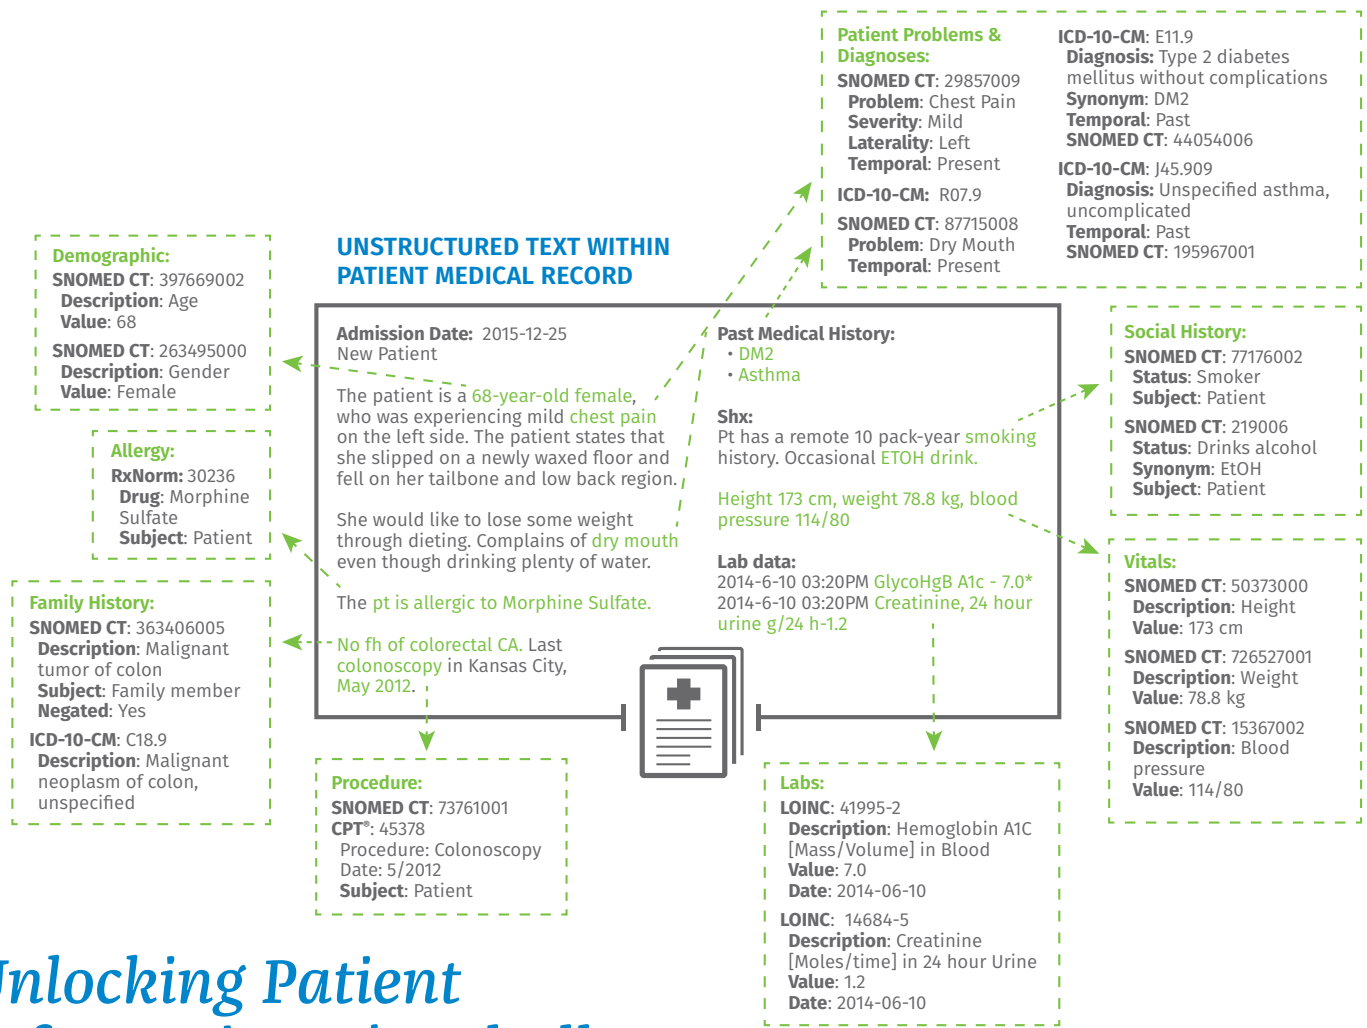 Patient Problems &
Diagnoses:
SNOMED CT: 29857009
Problem: Chest Pain
Severity: Mild
Laterality: Left
Temporal: Present
ICD-10-CM: R07.9
SNOMED CT: 87715008
Problem: Dry Mouth
Temporal: Present
ICD-10-CM: E11.9
Diagnosis: Type 2 diabetes
mellitus without complications
Synonym: DM2
Temporal: Past
SNOMED CT: 44054006
ICD-10-CM: J45.909
Diagnosis: Unspecified asthma,
uncomplicated
Temporal: Past
SNOMED CT: 195967001
Demographic:
SNOMED CT: 397669002
Description: Age
Value: 68
SNOMED CT: 263495000
Description: Gender
Value: Female
Allergy:
RxNorm: 30236
Drug: Morphine
Sulfate
Subject: Patient
Family History:
SNOMED CT: 363406005
Description: Malignant
tumor of colon
Subject: Family member
Negated: Yes
ICD-10-CM: C18.9
Description: Malignant
neoplasm of colon,
unspecified
UNSTRUCTURED TEXT WITHIN
PATIENT MEDICAL RECORD
Admission Date: 2015-12-25
New Patient
The patient is a 68-year-old female,
who was experiencing mild chest pain
on the left side. The patient states that
she slipped on a newly waxed floor and
fell on her tailbone and low back region.
She would like to lose some weight
through dieting. Complains of dry mouth
even though drinking plenty of water.
The pt is allergic to Morphine Sulfate.
No fh of colorectal CA. Last
colonoscopy in Kansas City,
May 2012.
Past Medical History:
• DM2
• Asthma
Shx:
Pt has a remote 10 pack-year smoking
history. Occasional ETOH drink.
Height 173 cm, weight 78.8 kg, blood
pressure 114/80
Lab data:
2014-6-10 03:20PM GlycoHgB A1c - 7.0*
2014-6-10 03:20PM Creatinine, 24 hour
urine g/24 h-1.2
Social History:
SNOMED CT: 77176002
Status: Smoker
Subject: Patient
SNOMED CT: 219006
Status: Drinks alcohol
Synonym: EtOH
Subject: Patient
Vitals:
SNOMED CT: 50373000
Description: Height
Value: 173 cm
SNOMED CT: 726527001
Description: Weight
Value: 78.8 kg
SNOMED CT: 15367002
Description: Blood
pressure
Value: 114/80
Procedure:
SNOMED CT: 73761001
CPT®: 45378
Procedure: Colonoscopy
Date: 5/2012
Subject: Patient
Labs:
LOINC: 41995-2
Description: Hemoglobin A1C
[Mass/Volume] in Blood
Value: 7.0
Date: 2014-06-10
LOINC: 14684-5
Description: Creatinine
[Moles/time] in 24 hour Urine
Value: 1.2
Date: 2014-06-10
Unlocking Patient